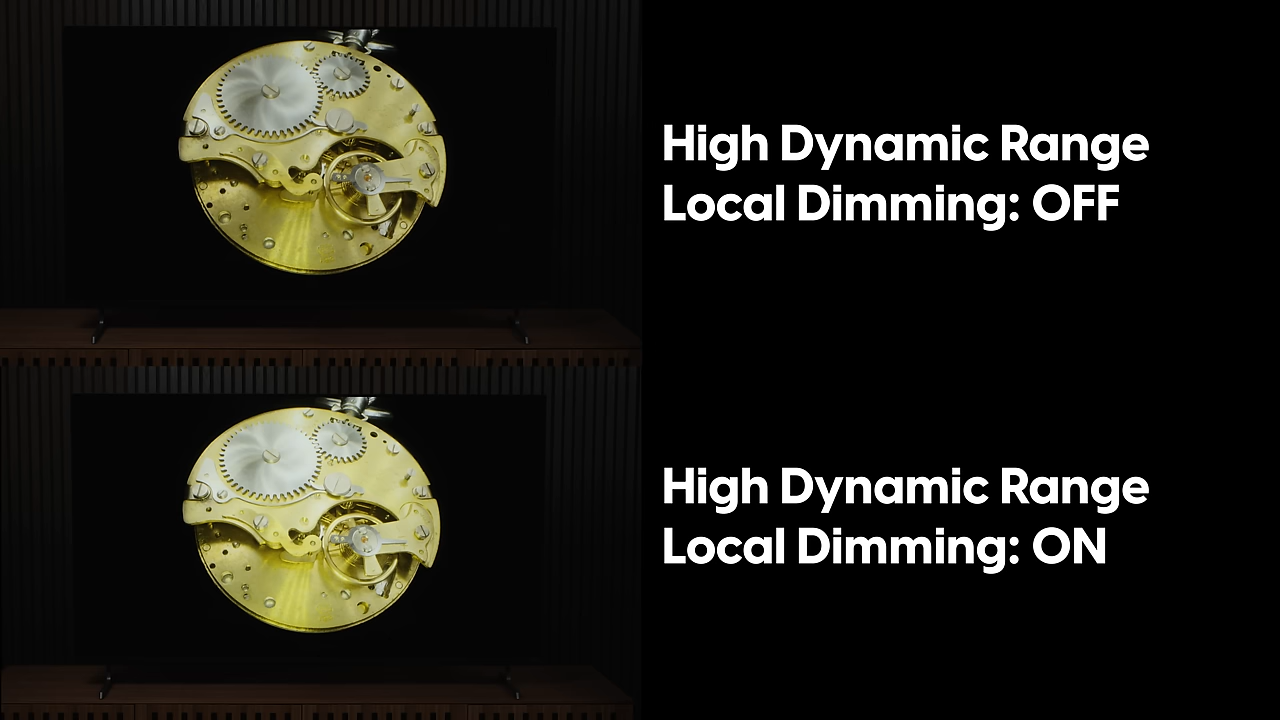 High Dynamic Range
Local Dimming: OFF
High Dynamic Range
Local Dimming: ON